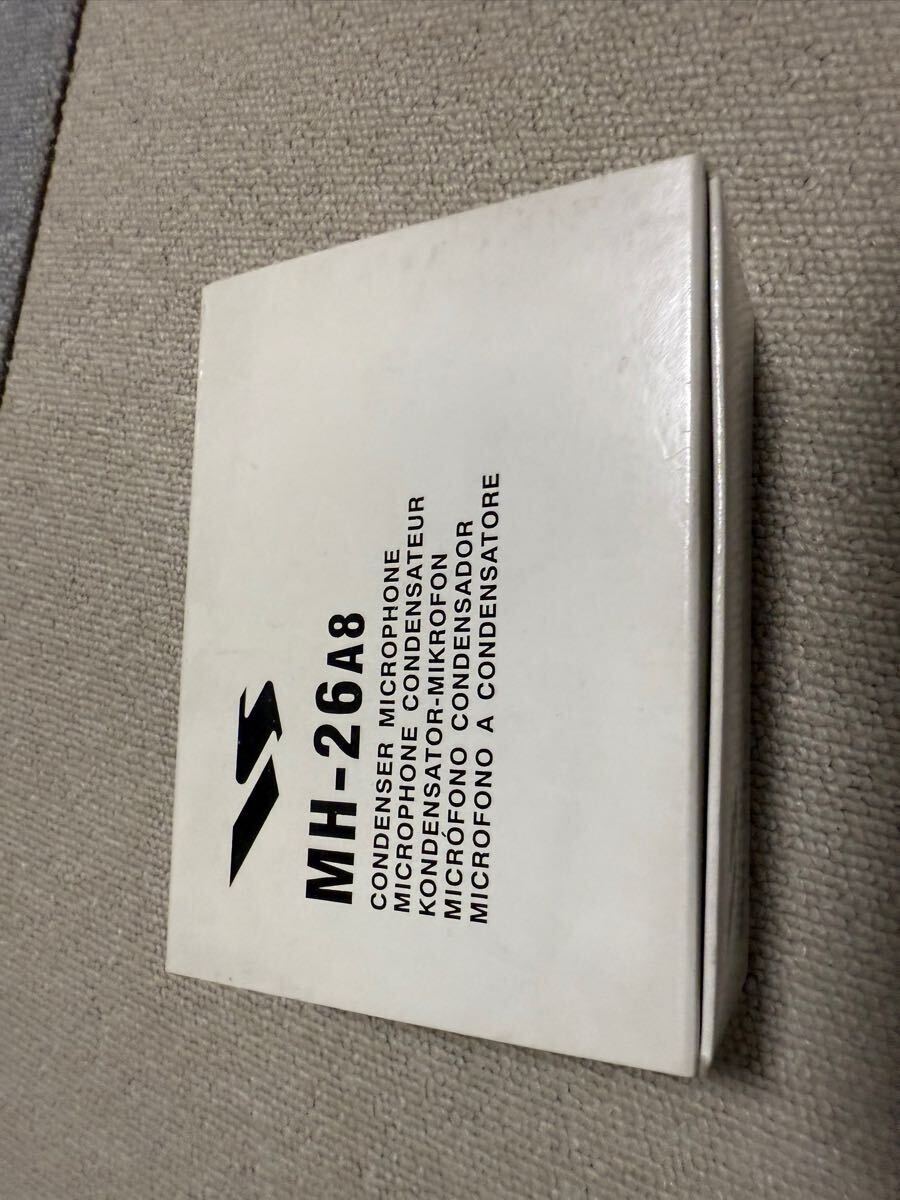 MH-26A8
CONDENSER MICROPHONE
MICROPHONE CONDENSATEUR
KONDENSATOR-MIKROFON
MICRÓFONO CONDENSADOR
MICROFONO A CONDENSATORE